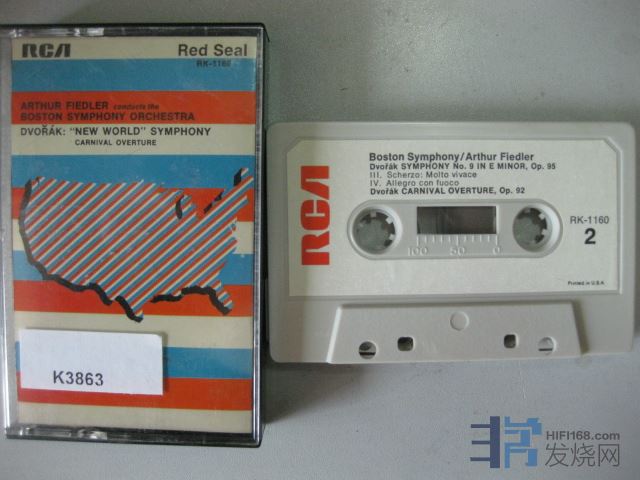 RCA Red Seal
RK-1160
ARTHUR FIEDLER conducts the
BOSTON SYMPHONY ORCHESTRA
DVOŘÁK: "NEW WORLD" SYMPHONY
CARNIVAL OVERTURE
K3863
RCA
Boston Symphony/Arthur Fiedler
Dvořák SYMPHONY No. 9 IN E MINOR, Op. 95
III. Scherzo: Molto vivace
IV. Allegro con fuoco
Dvořák CARNIVAL OVERTURE, Op. 92
RK-1160
2
100 50 0
Printed in U.S.A.
HIFI168.com
发烧网